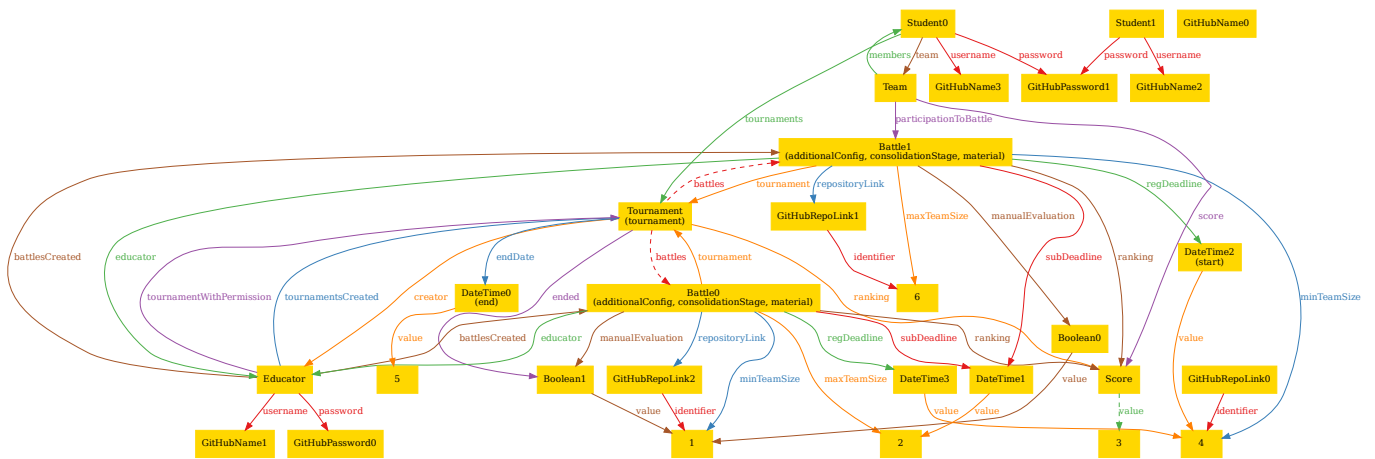 Student0
Student1
GitHubName0
members
team
username
password
password
username
Team
GitHubName3
GitHubPassword1
GitHubName2
tournaments
participationToBattle
Battle1
(additionalConfig, consolidationStage, material)
battles
tournament
repositoryLink
regDeadline
Tournament
(tournament)
GitHubRepoLink1
maxTeamSize
manualEvaluation
score
battlesCreated
educator
endDate
battles
tournament
identifier
subDeadline
ranking
DateTime2
(start)
tournamentWithPermission
tournamentsCreated
creator
DateTime0
(end)
ended
Battle0
(additionalConfig, consolidationStage, material)
ranking
6
minTeamSize
value
battlesCreated
educator
manualEvaluation
repositoryLink
regDeadline
subDeadline
ranking
Boolean0
value
Educator
5
Boolean1
GitHubRepoLink2
minTeamSize
maxTeamSize
DateTime3
DateTime1
value
Score
GitHubRepoLink0
username
password
value
identifier
value
value
value
identifier
GitHubName1
GitHubPassword0
1
2
3
4